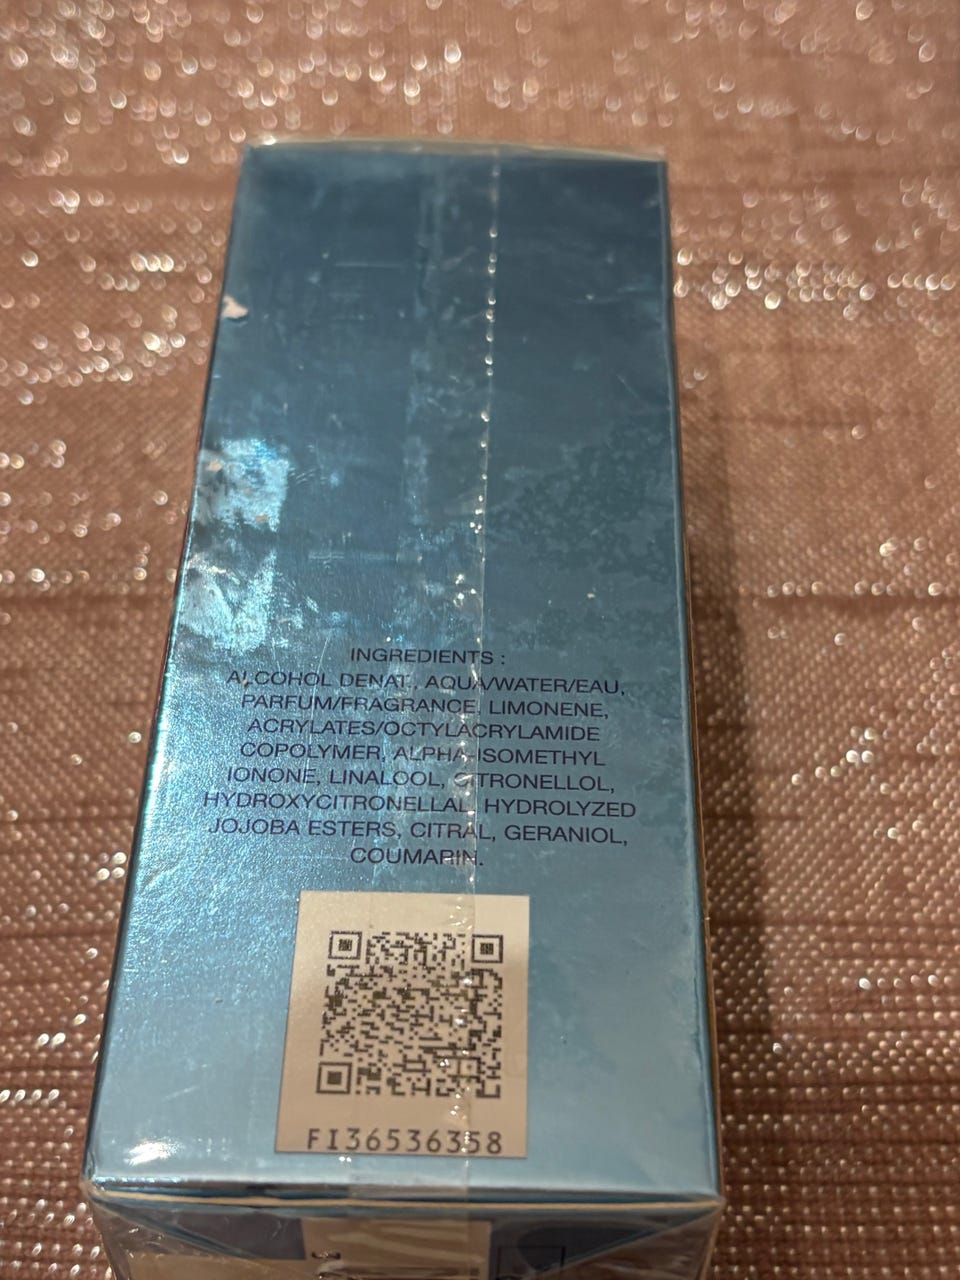 INGREDIENTS :
ALCOHOL DENAT., AQUA/WATER/EAU,
PARFUM/FRAGRANCE, LIMONENE,
ACRYLATES/OCTYLACRYLAMIDE
COPOLYMER, ALPHA-ISOMETHYL
IONONE, LINALOOL, CITRONELLOL,
HYDROXYCITRONELLAL, HYDROLYZED
JOJOBA ESTERS, CITRAL, GERANIOL,
COUMARIN.
FI36536358